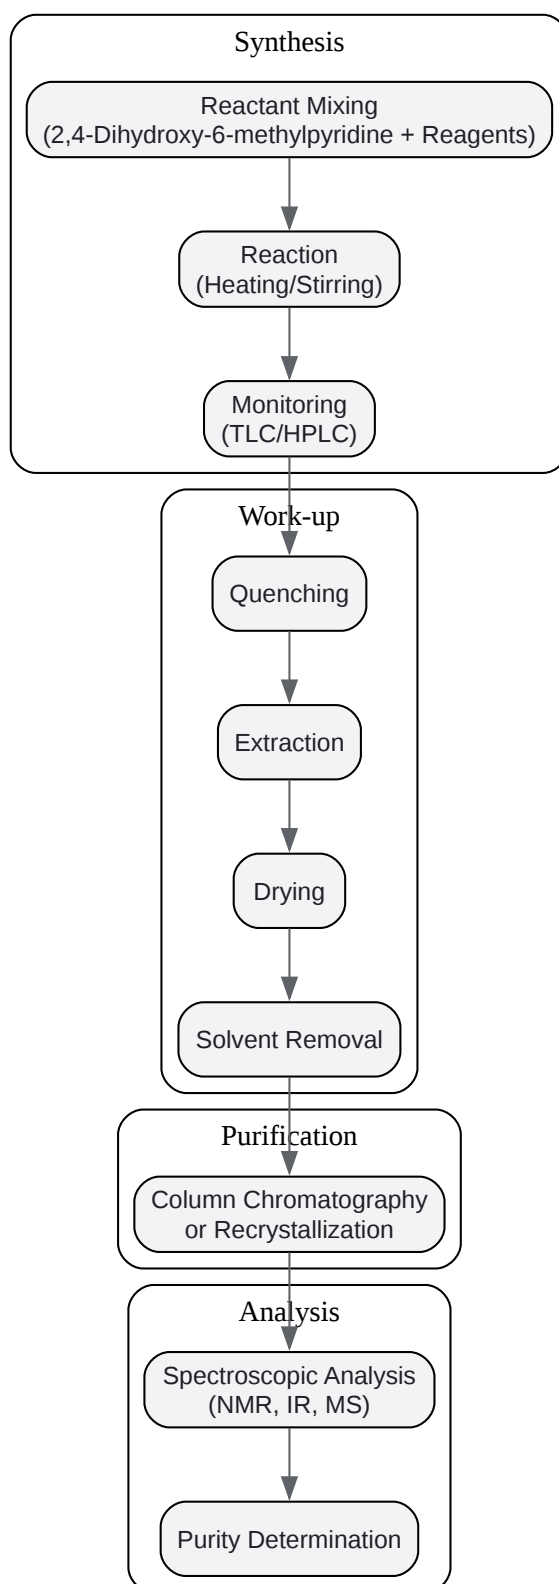 Synthesis
Reactant Mixing
(2,4-Dihydroxy-6-methylpyridine + Reagents)
Reaction
(Heating/Stirring)
Monitoring
(TLC/HPLC)
Work-up
Quenching
Extraction
Drying
Solvent Removal
Purification
Column Chromatography
or Recrystallization
Analysis
Spectroscopic Analysis
(NMR, IR, MS)
Purity Determination